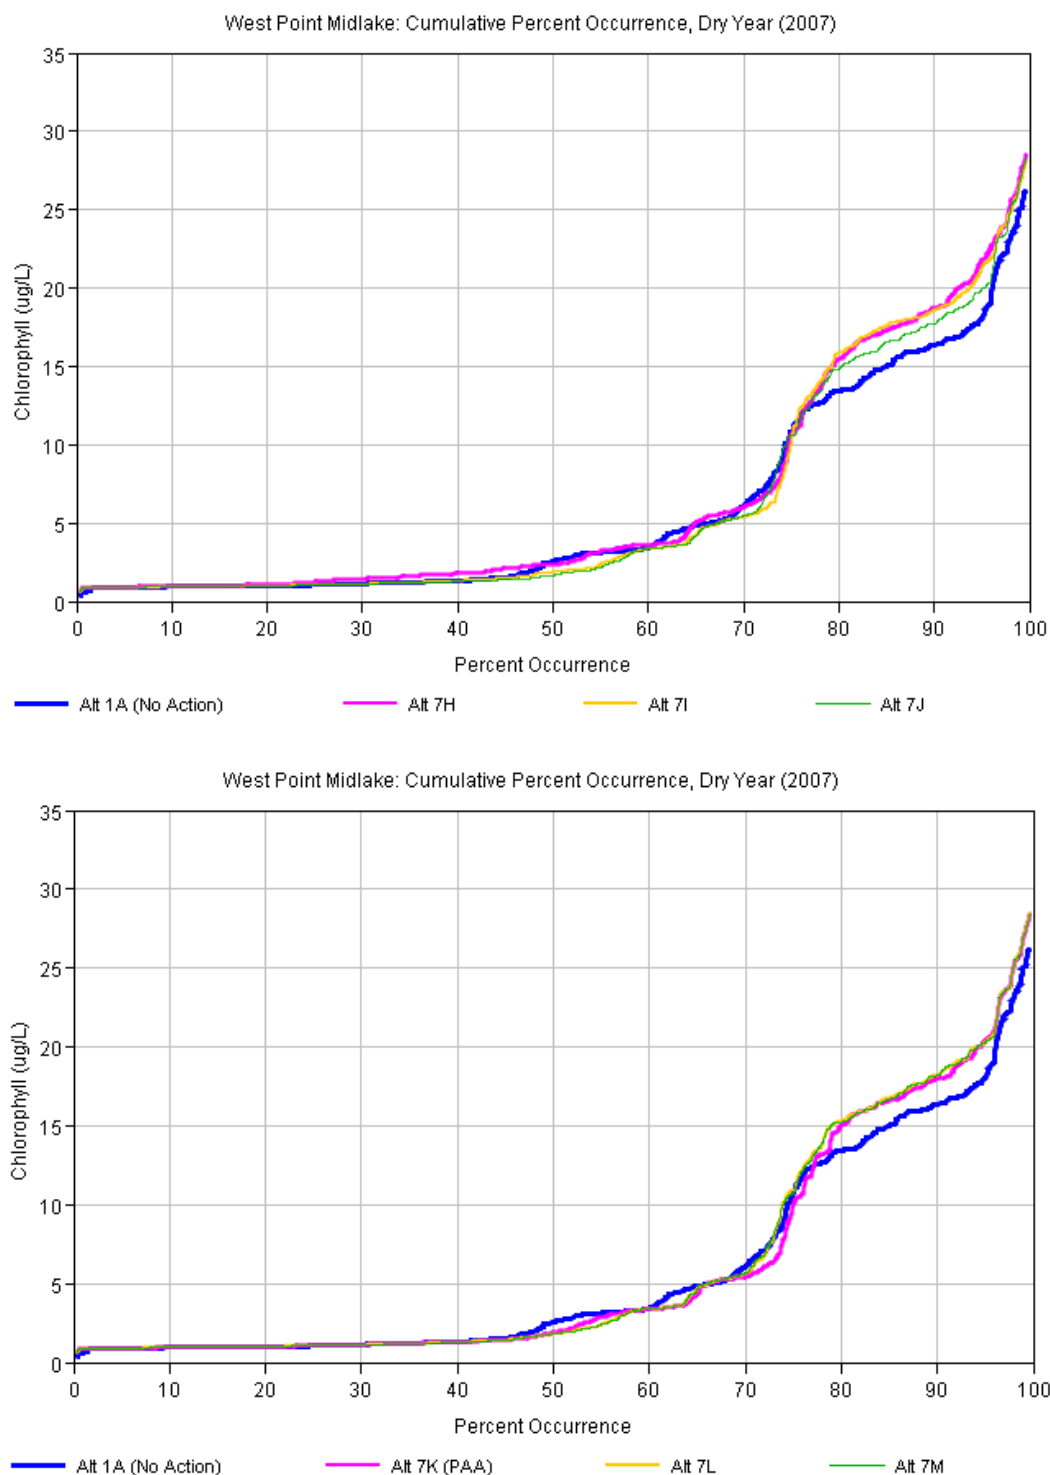 West Point Midlake: Cumulative Percent Occurrence, Dry Year (2007)
35
30
25
20
15
10
5
0
Chlorophyll (ug/L)
0 10 20 30 40 50 60 70 80 90 100
Percent Occurrence
Alt 1A (No Action) Alt 7H Alt 7I Alt 7J
West Point Midlake: Cumulative Percent Occurrence, Dry Year (2007)
35
30
25
20
15
10
5
0
Chlorophyll (ug/L)
0 10 20 30 40 50 60 70 80 90 100
Percent Occurrence
Alt 1A (No Action) Alt 7K (PAA) Alt 7L Alt 7M